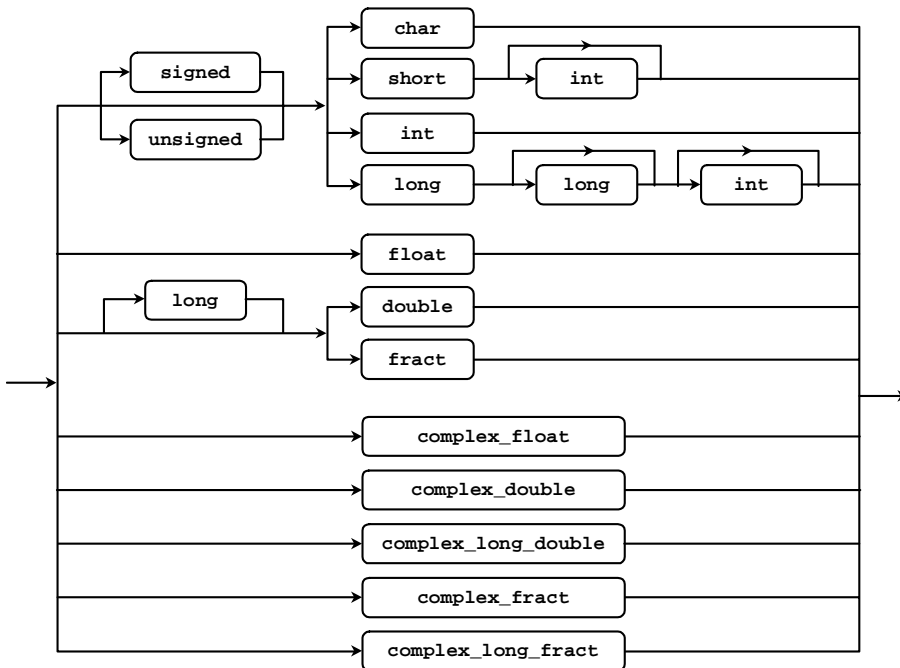 char
signed
short int
unsigned
int
long long int
float
long
double
fract
complex_float
complex_double
complex_long_double
complex_fract
complex_long_fract